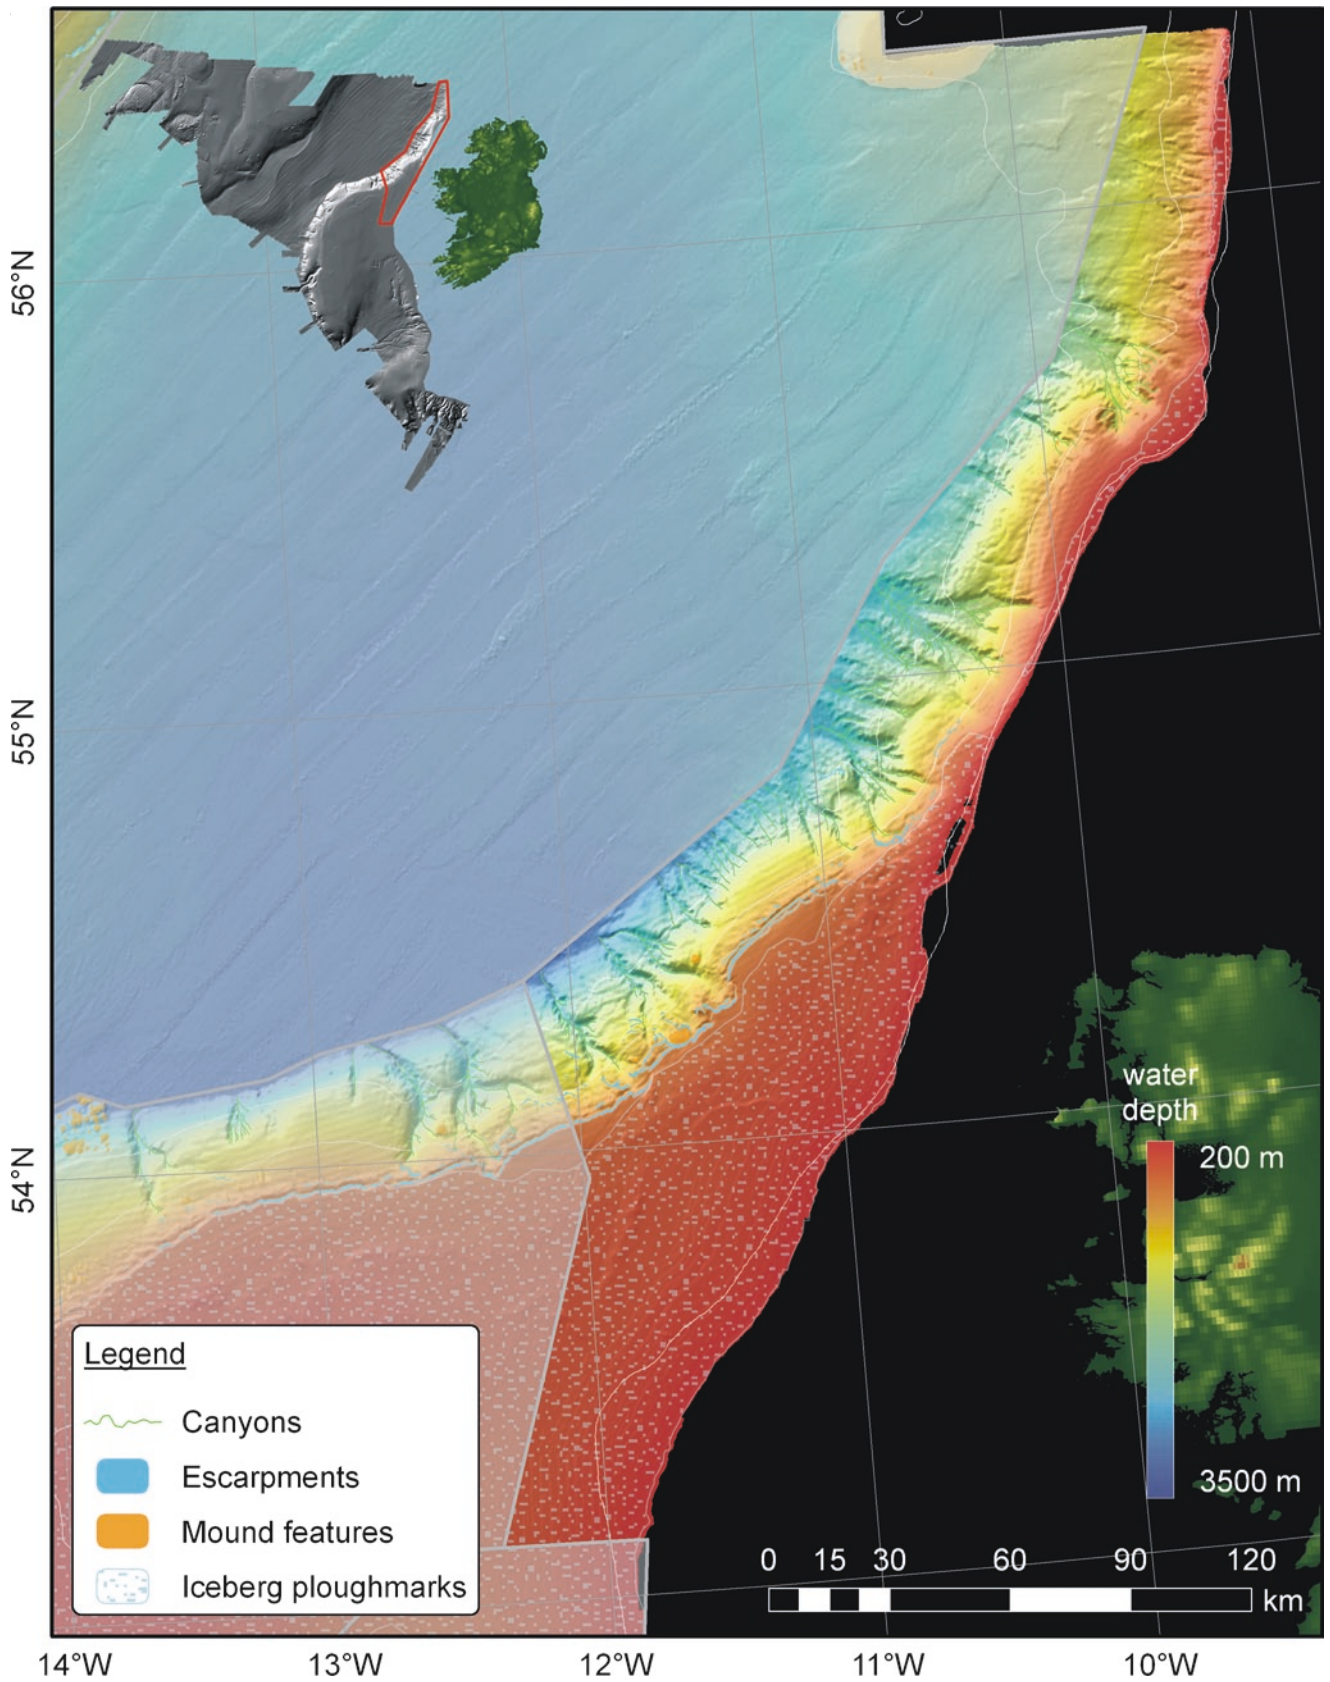 56°N
55°N
54°N
water
depth
200 m
3500 m
Legend
Canyons
Escarpments
Mound features
Iceberg ploughmarks
0 15 30 60 90 120
km
14°W 13°W 12°W 11°W 10°W